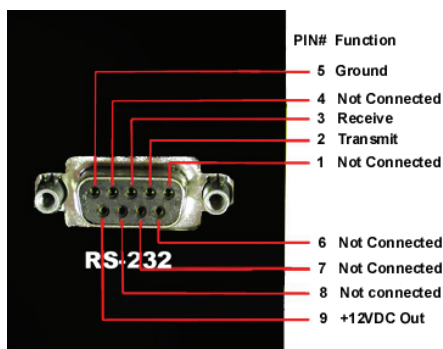 PIN# Function
5 Ground
4 Not Connected
3 Receive
2 Transmit
1 Not Connected
6 Not Connected
RS-232
7 Not Connected
8 Not connected
9 +12VDC Out